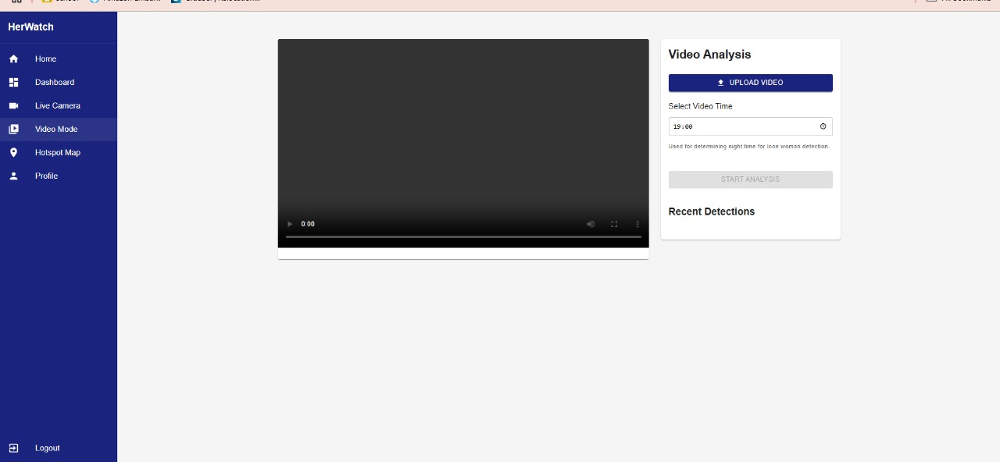 HerWatch
Home
Dashboard
Live Camera
Video Mode
Hotspot Map
Profile
Logout
0:00
Video Analysis
UPLOAD VIDEO
Select Video Time
19:00
Used for determining night time for lone woman detection.
START ANALYSIS
Recent Detections